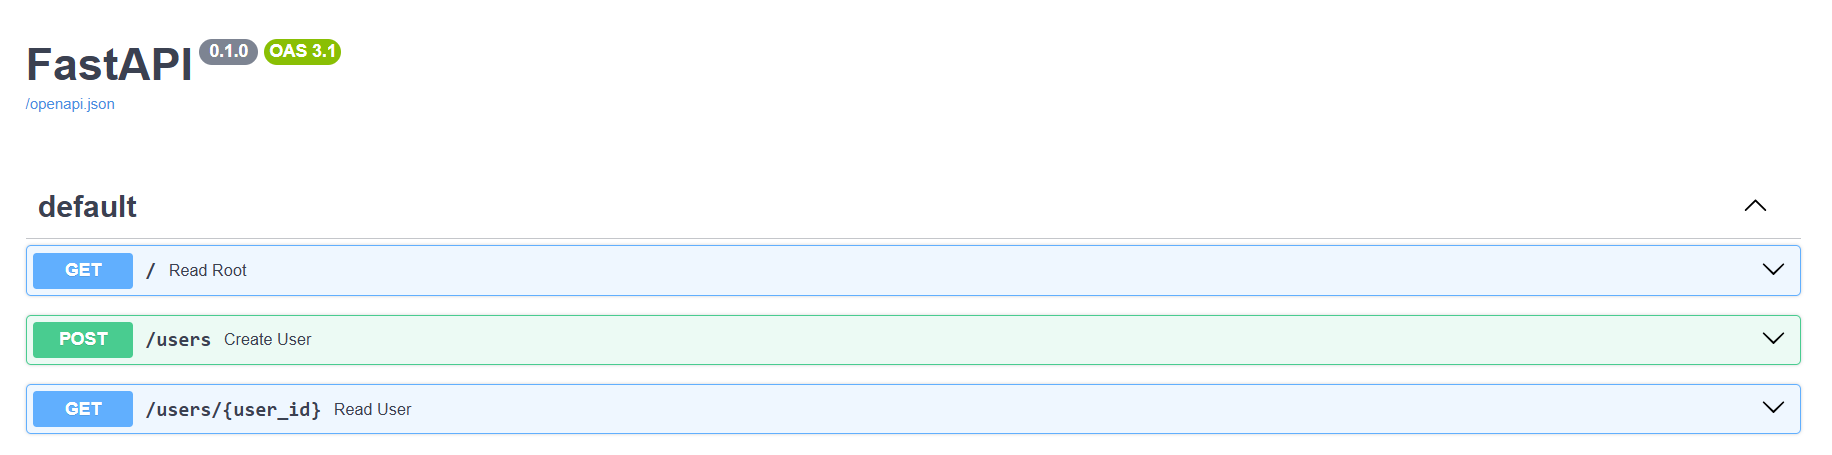 FastAPI 0.1.0 OAS 3.1
/openapi.json
default
GET / Read Root
POST /users Create User
GET /users/{user_id} Read User